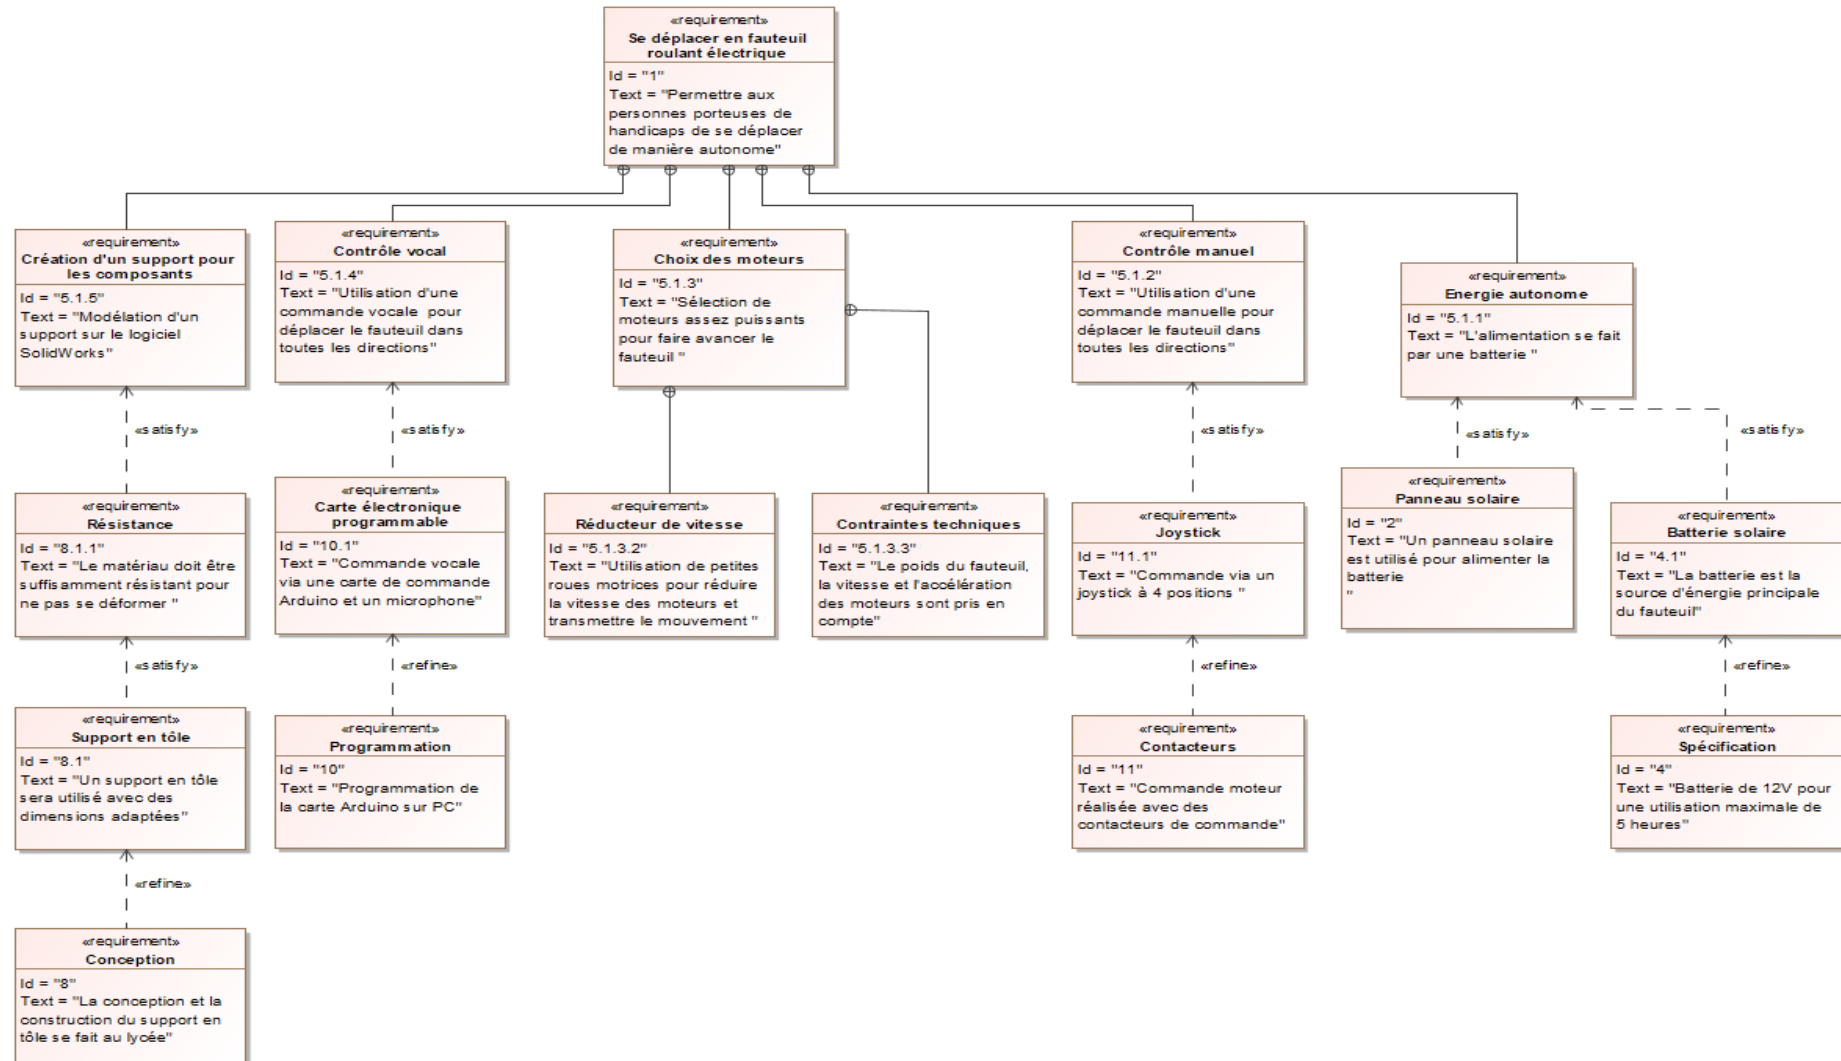 «requirement»
Se déplacer en fauteuil
roulant électrique
Id = "1"
Text = "Permettre aux
personnes porteuses de
handicaps de se déplacer
de manière autonome"
«requirement»
Création d'un support pour
les composants
Id = "5.1.5"
Text = "Modélation d'un
support sur le logiciel
SolidWorks"
«requirement»
Contrôle vocal
Id = "5.1.4"
Text = "Utilisation d'une
commande vocale  pour
déplacer le fauteuil dans
toutes les directions"
«requirement»
Choix des moteurs
Id = "5.1.3"
Text = "Sélection de
moteurs assez puissants
pour faire avancer le
fauteuil "
«requirement»
Contrôle manuel
Id = "5.1.2"
Text = "Utilisation d'une
commande manuelle pour
déplacer le fauteuil dans
toutes les directions"
«requirement»
Energie autonome
Id = "5.1.1"
Text = "L'alimentation se fait
par une batterie "
«satisfy»
«satisfy»
«satisfy»
«satisfy»
«satisfy»
«requirement»
Résistance
Id = "8.1.1"
Text = "Le matériau doit être
suffisamment résistant pour
ne pas se déformer "
«requirement»
Carte électronique
programmable
Id = "10.1"
Text = "Commande vocale
via une carte de commande
Arduino et un microphone"
«requirement»
Réducteur de vitesse
Id = "5.1.3.2"
Text = "Utilisation de petites
roues motrices pour réduire
la vitesse des moteurs et
transmettre le mouvement "
«requirement»
Contraintes techniques
Id = "5.1.3.3"
Text = "Le poids du fauteuil,
la vitesse et l'accélération
des moteurs sont pris en
compte"
«requirement»
Joystick
Id = "11.1"
Text = "Commande via un
joystick à 4 positions "
«requirement»
Panneau solaire
Id = "2"
Text = "Un panneau solaire
est utilisé pour alimenter la
batterie
"
«requirement»
Batterie solaire
Id = "4.1"
Text = "La batterie est la
source d'énergie principale
du fauteuil"
«satisfy»
«refine»
«refine»
«refine»
«requirement»
Support en tôle
Id = "8.1"
Text = "Un support en tôle
sera utilisé avec des
dimensions adaptées"
«requirement»
Programmation
Id = "10"
Text = "Programmation de
la carte Arduino sur PC"
«requirement»
Contacteurs
Id = "11"
Text = "Commande moteur
réalisée avec des
contacteurs de commande"
«requirement»
Spécification
Id = "4"
Text = "Batterie de 12V pour
une utilisation maximale de
5 heures"
«refine»
«requirement»
Conception
Id = "8"
Text = "La conception et la
construction du support en
tôle se fait au lycée"